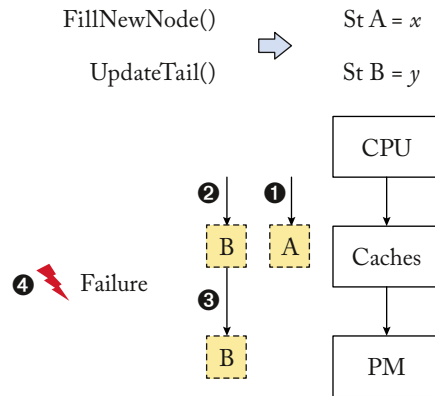 FillNewNode() St A = x
UpdateTail() St B = y
CPU
❷ ❶
B A Caches
❹ Failure ❸
B PM